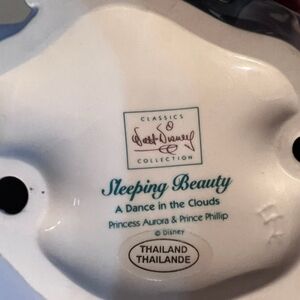 CLASSICS
Walt Disney
COLLECTION
Sleeping Beauty
A Dance in the Clouds
Princess Aurora & Prince Phillip
© Disney
THAILAND
THAILANDE